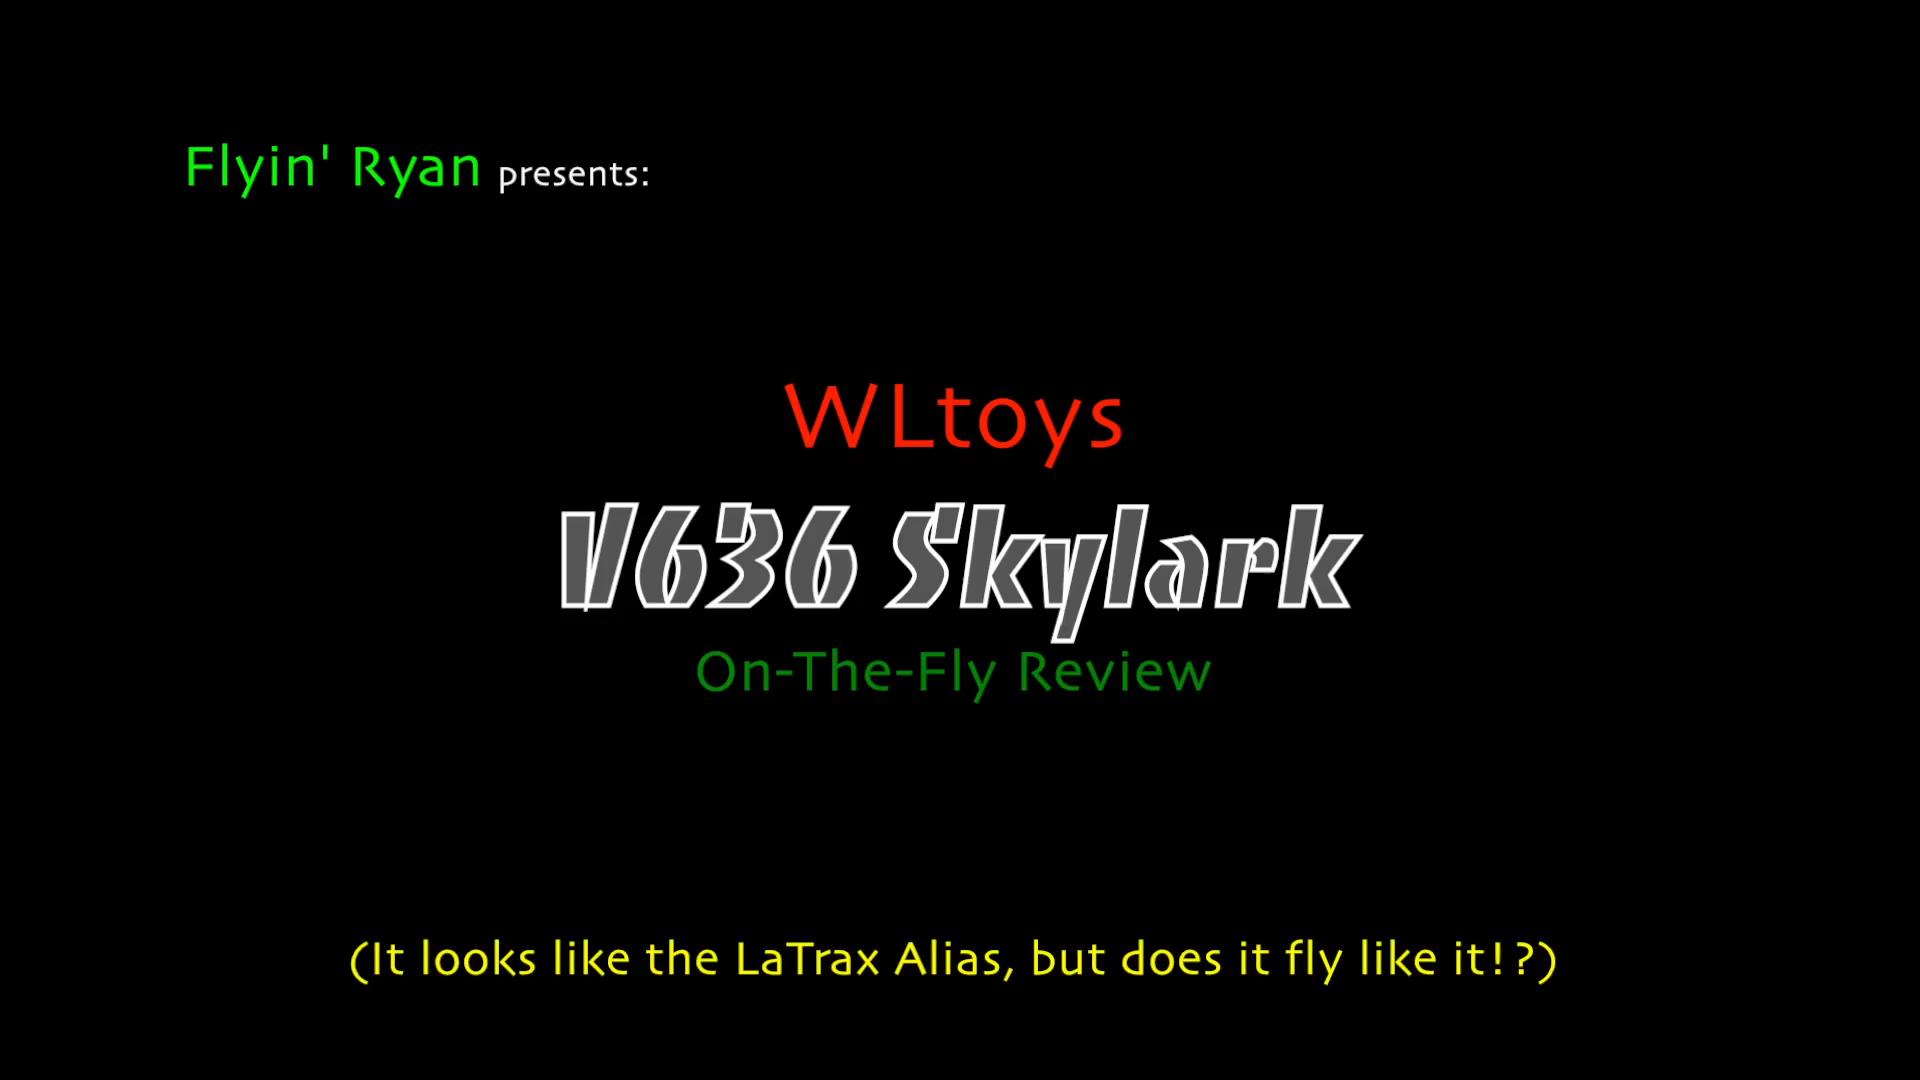 Flyin' Ryan presents:
WLtoys
V636 Skylark
On-The-Fly Review
(It looks like the LaTrax Alias, but does it fly like it!?)